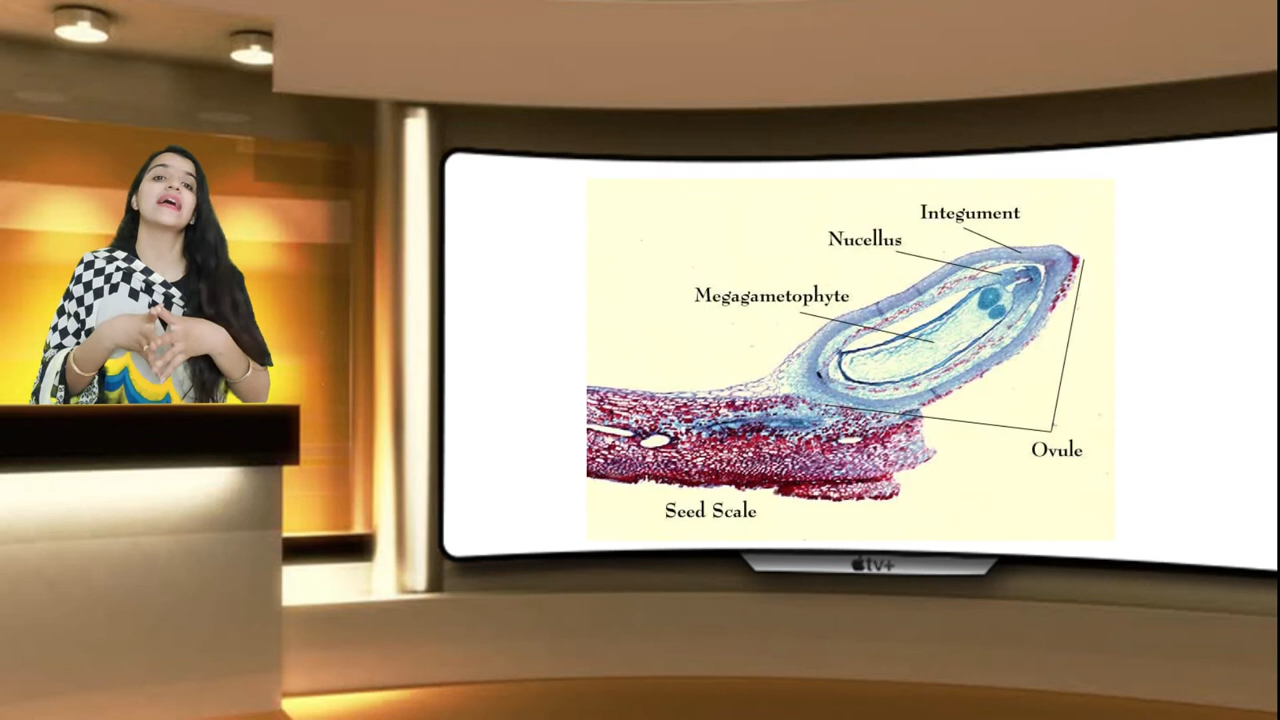 Integument
Nucellus
Megagametophyte
Ovule
Seed Scale
tv+